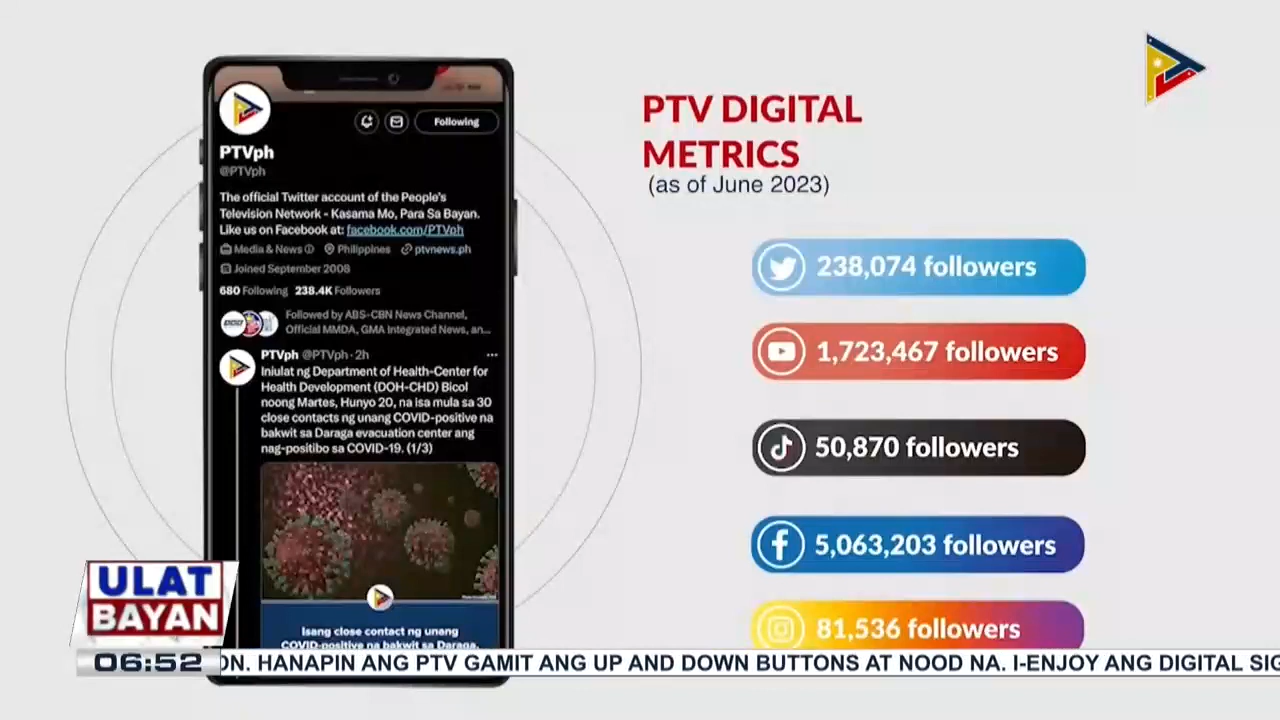 Following
PTVph
@PTVph
The official Twitter account of the People's
Television Network - Kasama Mo, Para Sa Bayan.
Like us on Facebook at: facebook.com/PTVph
Media & News Philippines ptvnews.ph
Joined September 2008
680 Following 238.4K Followers
Followed by ABS-CBN News Channel,
Official MMDA, GMA Integrated News, an...
PTVph @PTVph · 2h
Iniulat ng Department of Health-Center for
Health Development (DOH-CHD) Bicol
noong Martes, Hunyo 20, na isa mula sa 30
close contacts ng unang COVID-positive na
bakwit sa Daraga evacuation center ang
nag-positibo sa COVID-19. (1/3)
Isang close contact ng unang
COVID-positive na bakwit sa Daraga,
PTV DIGITAL
METRICS
(as of June 2023)
238,074 followers
1,723,467 followers
50,870 followers
5,063,203 followers
81,536 followers
ULAT
BAYAN
06:52
ON. HANAPIN ANG PTV GAMIT ANG UP AND DOWN BUTTONS AT NOOD NA. I-ENJOY ANG DIGITAL SIG